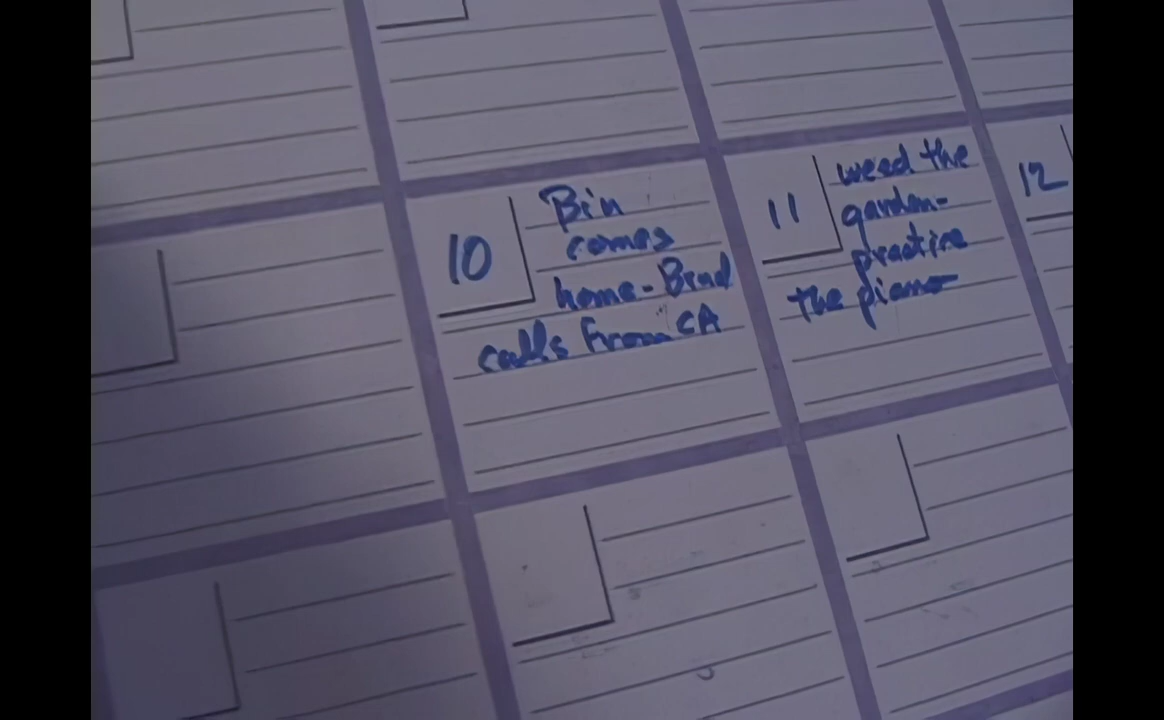 10
Bin
comes
home-Brad
calls from CA
11
weed the
garden-
practice
the piano
12